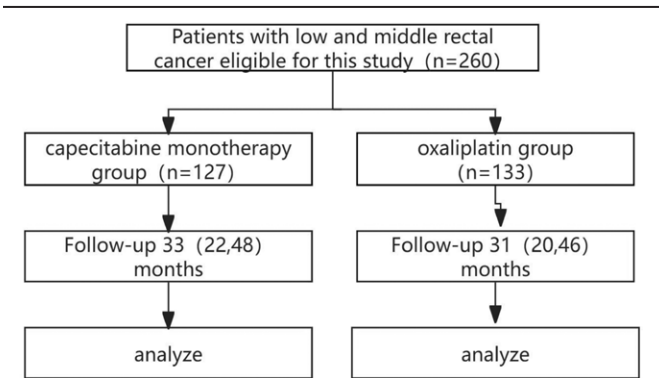 Patients with low and middle rectal
cancer eligible for this study (n=260)
capecitabine monotherapy
group (n=127)
oxaliplatin group
(n=133)
Follow-up 33 (22,48)
months
Follow-up 31 (20,46)
months
analyze
analyze